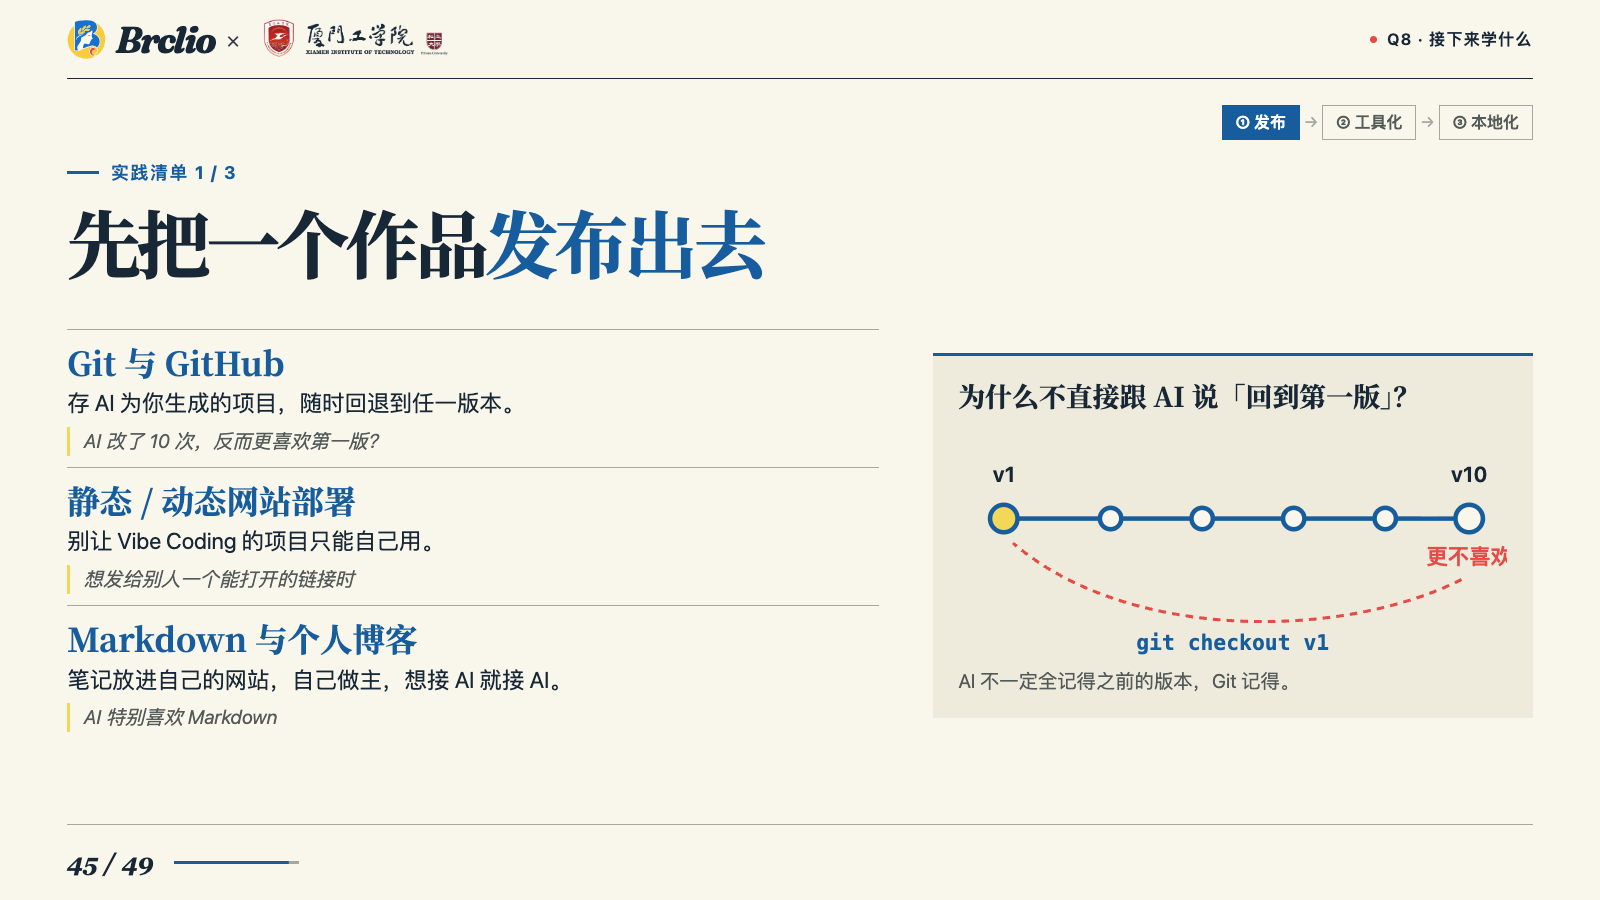 Brclio × 厦门工学院
XIAMEN INSTITUTE OF TECHNOLOGY
Q8 · 接下来学什么
① 发布 → ② 工具化 → ③ 本地化
实践清单 1 / 3
先把一个作品发布出去
Git 与 GitHub
存 AI 为你生成的项目，随时回退到任一版本。
AI 改了 10 次，反而更喜欢第一版？
静态 / 动态网站部署
别让 Vibe Coding 的项目只能自己用。
想发给别人一个能打开的链接时
Markdown 与个人博客
笔记放进自己的网站，自己做主，想接 AI 就接 AI。
AI 特别喜欢 Markdown
为什么不直接跟 AI 说「回到第一版」？
v1
v10
更不喜欢
git checkout v1
AI 不一定全记得之前的版本，Git 记得。
45 / 49